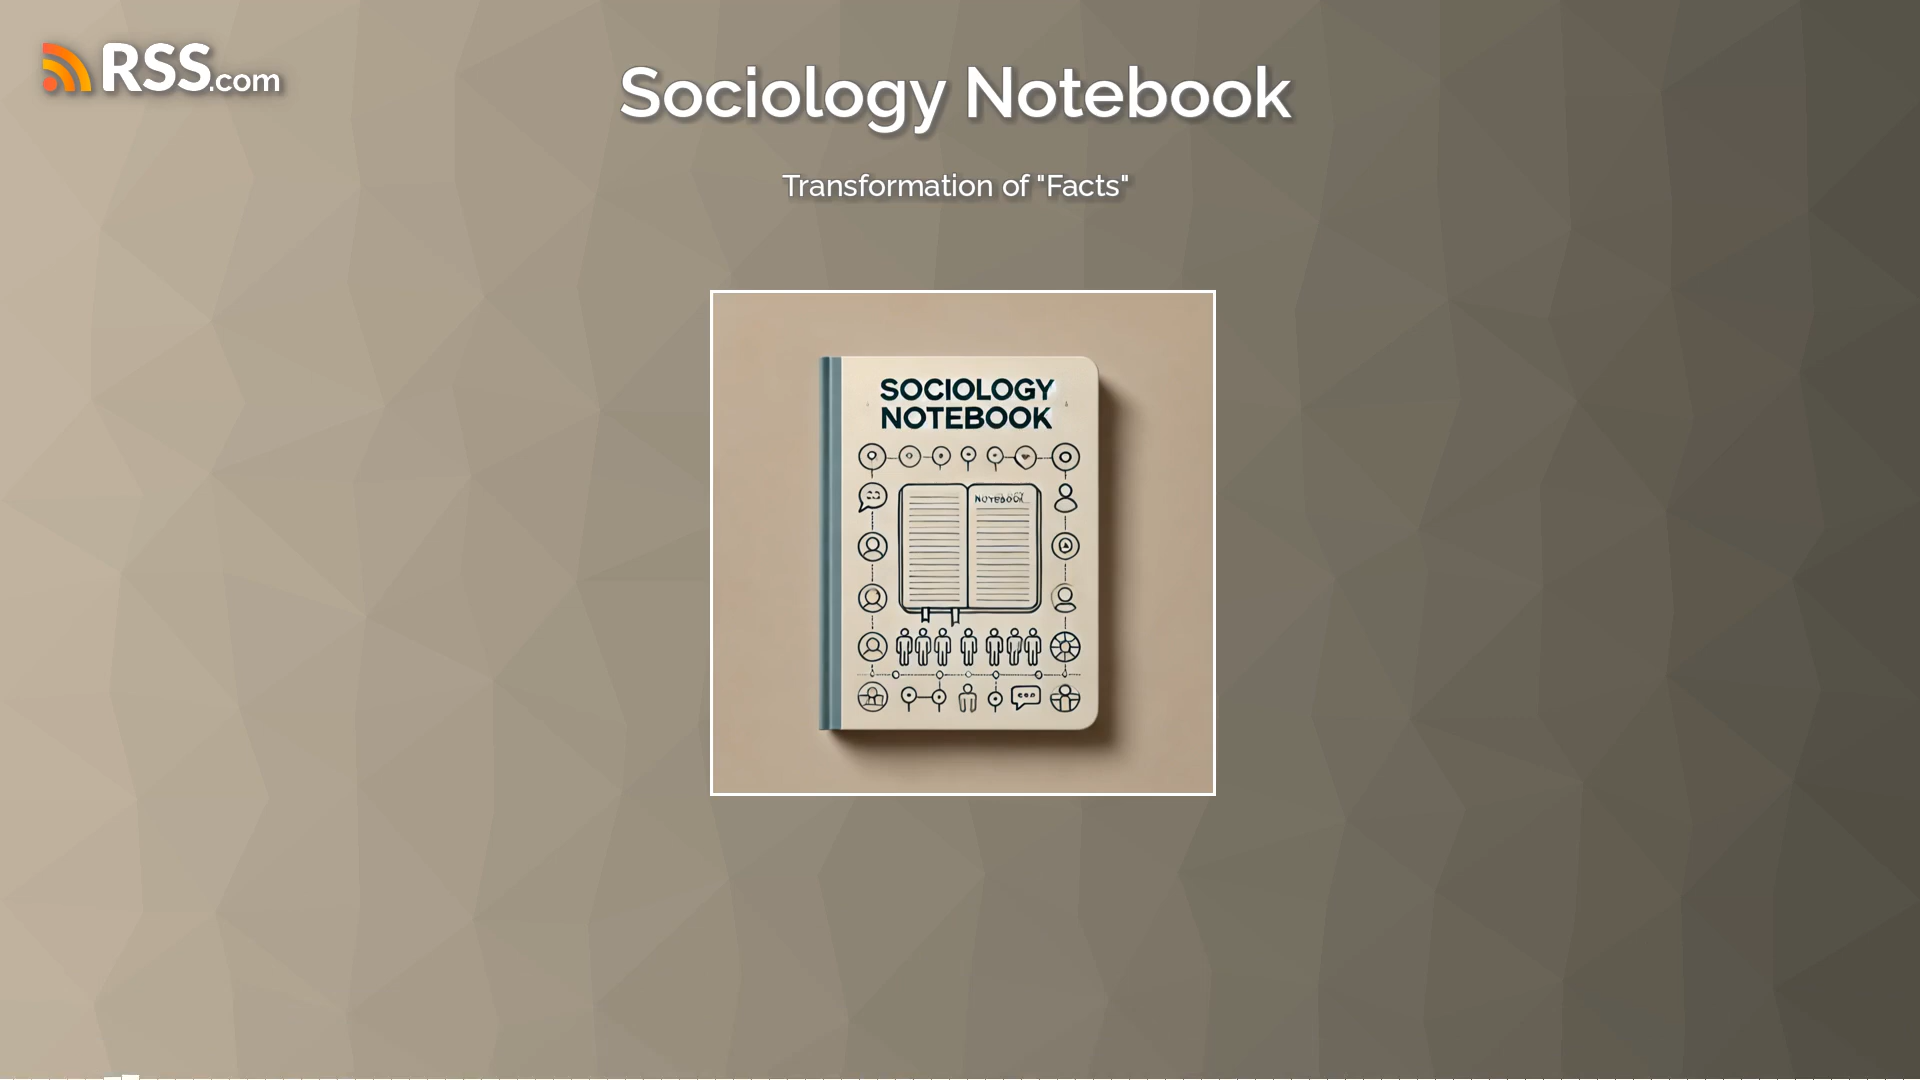 RSS.com
Sociology Notebook
Transformation of "Facts"
SOCIOLOGY
NOTEBOOK
NOTEBOOK